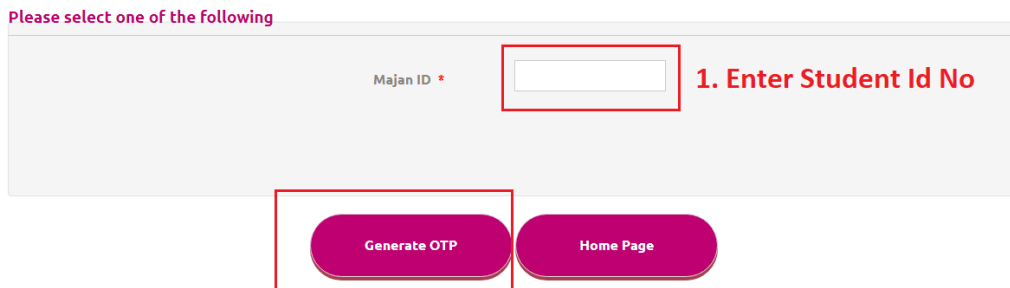 Please select one of the following
Majan ID *
1. Enter Student Id No
Generate OTP
Home Page